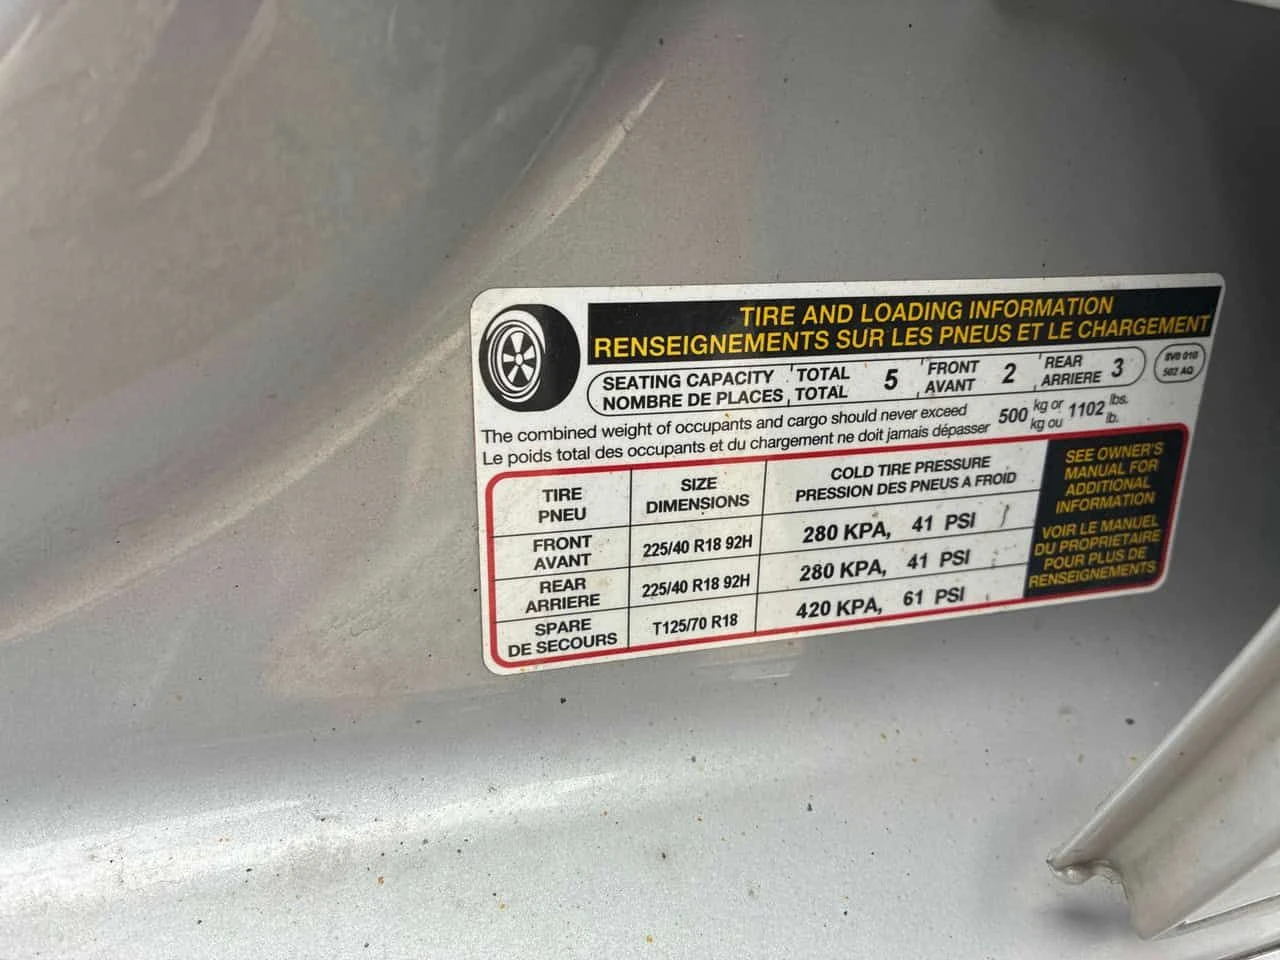 TIRE AND LOADING INFORMATION
RENSEIGNEMENTS SUR LES PNEUS ET LE CHARGEMENT
SEATING CAPACITY TOTAL 5 FRONT 2 REAR 3
NOMBRE DE PLACES TOTAL AVANT ARRIERE
502 AQ
The combined weight of occupants and cargo should never exceed 500 kg or 1102 lbs.
Le poids total des occupants et du chargement ne doit jamais dépasser kg ou lb.
TIRE SIZE COLD TIRE PRESSURE
PNEU DIMENSIONS PRESSION DES PNEUS A FROID
FRONT 225/40 R18 92H 280 KPA, 41 PSI
AVANT
REAR 225/40 R18 92H 280 KPA, 41 PSI
ARRIERE
SPARE T125/70 R18 420 KPA, 61 PSI
DE SECOURS
SEE OWNER'S
MANUAL FOR
ADDITIONAL
INFORMATION
VOIR LE MANUEL
DU PROPRIETAIRE
POUR PLUS DE
RENSEIGNEMENTS